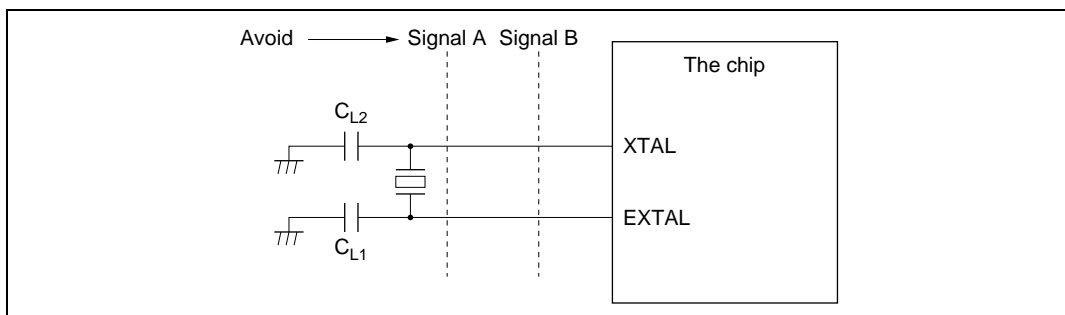 Avoid Signal A Signal B
The chip
CL2
XTAL
EXTAL
CL1